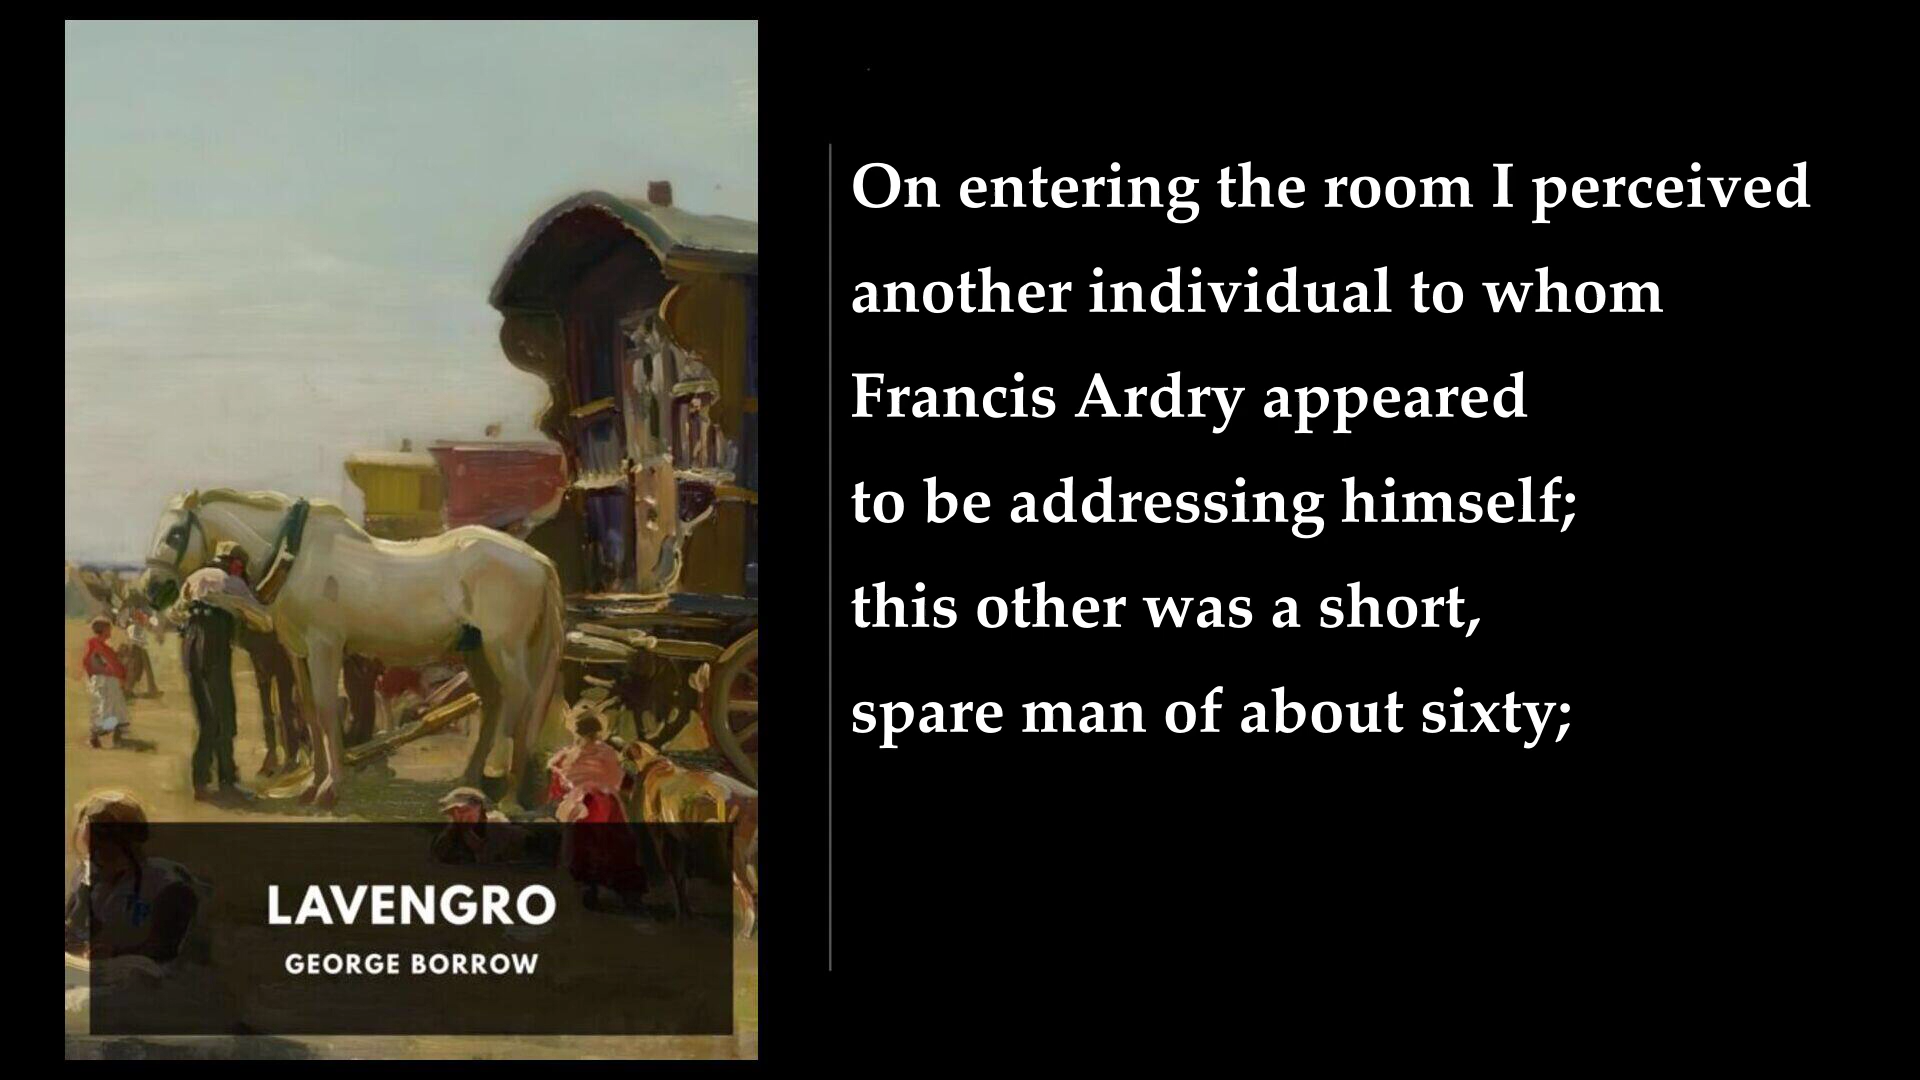 LAVENGRO
GEORGE BORROW
On entering the room I perceived
another individual to whom
Francis Ardry appeared
to be addressing himself;
this other was a short,
spare man of about sixty;